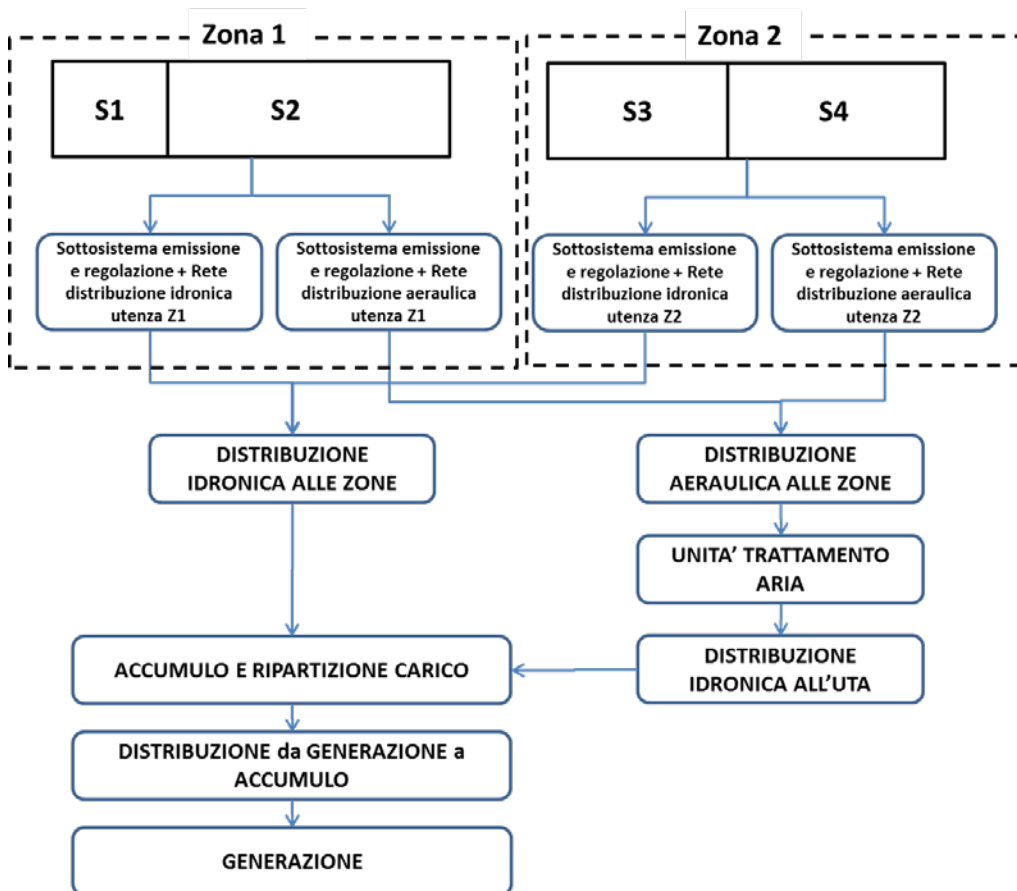 Zona 1
Zona 2
S1
S2
S3
S4
Sottosistema emissione
e regolazione + Rete
distribuzione idronica
utenza Z1
Sottosistema emissione
e regolazione + Rete
distribuzione aeraulica
utenza Z1
Sottosistema emissione
e regolazione + Rete
distribuzione idronica
utenza Z2
Sottosistema emissione
e regolazione + Rete
distribuzione aeraulica
utenza Z2
DISTRIBUZIONE
IDRONICA ALLE ZONE
DISTRIBUZIONE
AERAULICA ALLE ZONE
UNITA’ TRATTAMENTO
ARIA
ACCUMULO E RIPARTIZIONE CARICO
DISTRIBUZIONE
IDRONICA ALL’UTA
DISTRIBUZIONE da GENERAZIONE a
ACCUMULO
GENERAZIONE